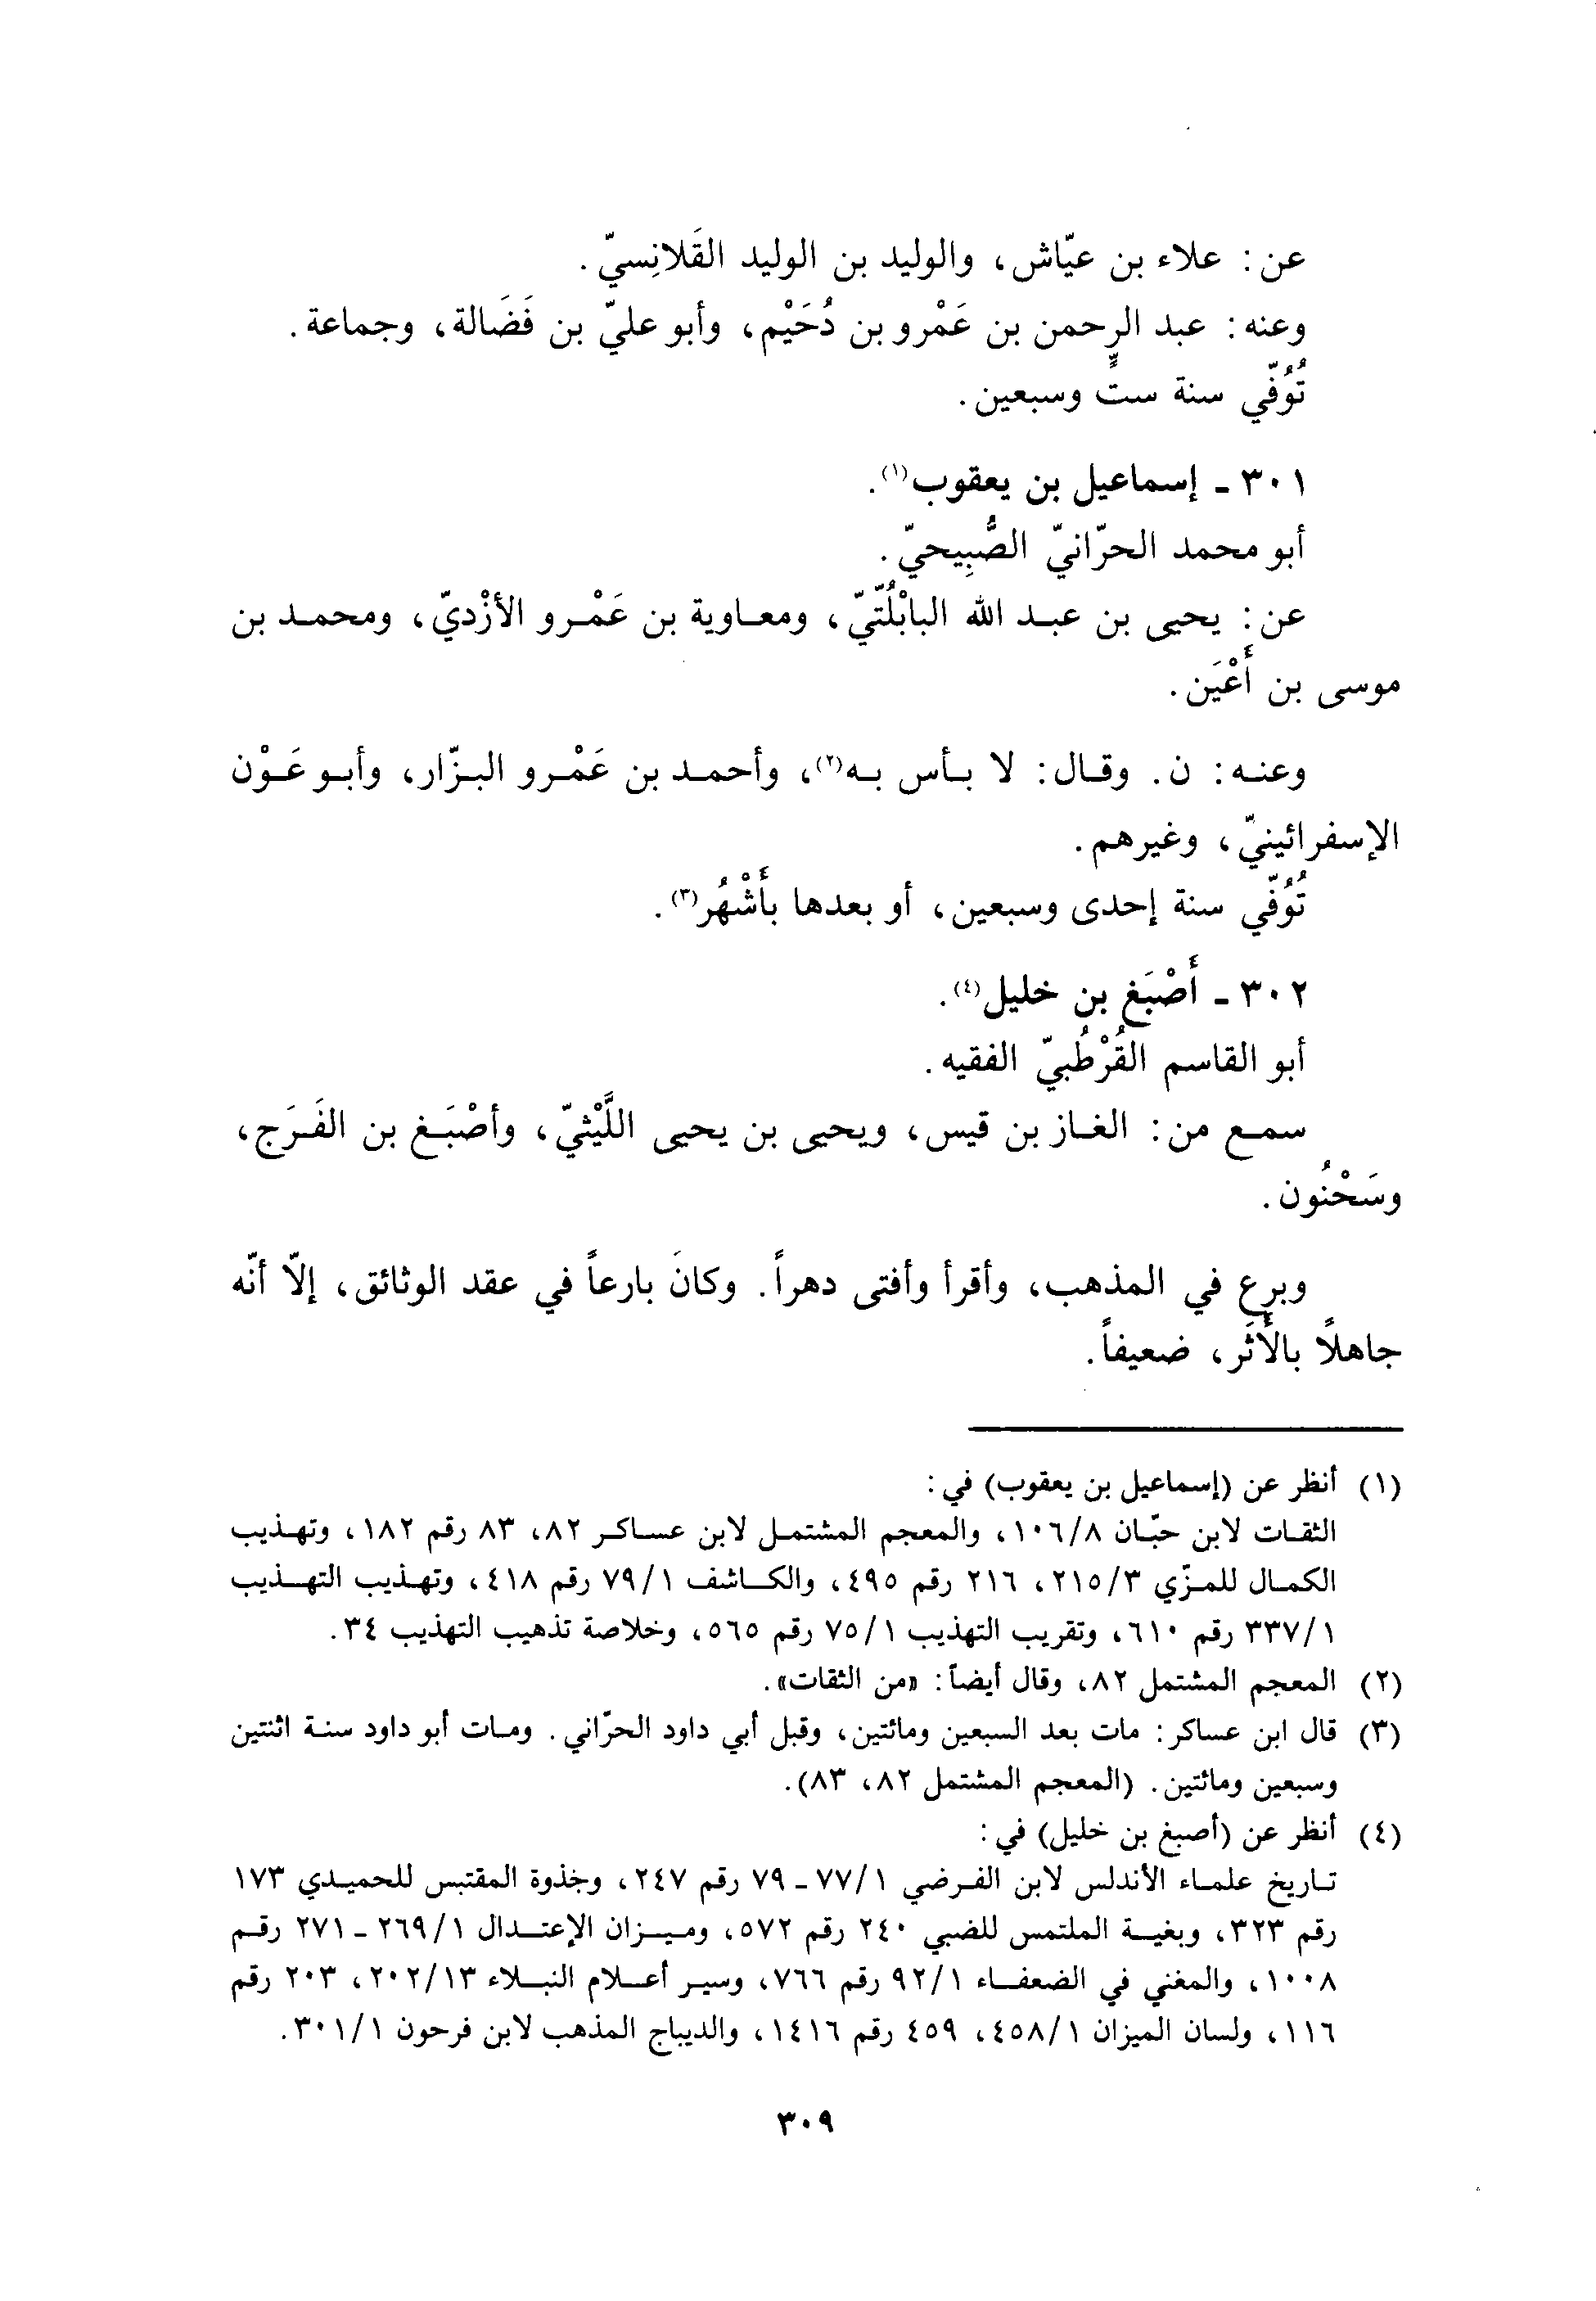 عن: علاء بن عيّاش، والوليد بن الوليد القَلانِسيّ.
وعنه: عبد الرحمن بن عَمْرو بن دُحَيْم، وأبو عليّ بن فَضَالة، وجماعة.
تُوُفّي سنة ستٍّ وسبعين.
٣٠١ ـ إسماعيل بن يعقوب(١).
أبو محمد الحرّانيّ الصُّبِيحيّ.
عن: يحيى بن عبد الله البابْلُتّيّ، ومعاوية بن عَمْرو الأزْديّ، ومحمد بن
موسى بن أَعْيَن.
وعنه: ن. وقال: لا بأس به(٢)، وأحمد بن عَمْرو البزّار، وأبو عَوْن
الإسفرائينيّ، وغيرهم.
تُوُفّي سنة إحدى وسبعين، أو بعدها بأَشْهُر(٣).
٣٠٢ ـ أَصْبَغ بن خليل(٤).
أبو القاسم القُرْطُبيّ الفقيه.
سمع من: الغاز بن قيس، ويحيى بن يحيى اللَّيْثيّ، وأصْبَغ بن الفَرَج،
وسَحْنُون.
وبرع في المذهب، وأقرأ وأفتى دهراً. وكانَ بارعاً في عقد الوثائق، إلاّ أنّه
جاهلاً بالأَثَر، ضعيفاً.
(١) أنظر عن (إسماعيل بن يعقوب) في:
الثقات لابن حبّان ١٠٦/٨، والمعجم المشتمل لابن عساكر ٨٢، ٨٣ رقم ١٨٢، وتهذيب
الكمال للمزّي ٢١٥/٣، ٢١٦ رقم ٤٩٥، والكاشف ٧٩/١ رقم ٤١٨، وتهذيب التهذيب
٣٣٧/١ رقم ٦١٠، وتقريب التهذيب ٧٥/١ رقم ٥٦٥، وخلاصة تذهيب التهذيب ٣٤.
(٢) المعجم المشتمل ٨٢، وقال أيضاً: «من الثقات».
(٣) قال ابن عساكر: مات بعد السبعين ومائتين، وقبل أبي داود الحرّاني. ومات أبو داود سنة اثنتين
وسبعين ومائتين. (المعجم المشتمل ٨٢، ٨٣).
(٤) أنظر عن (أصبغ بن خليل) في:
تاريخ علماء الأندلس لابن الفرضي ٧٧/١ ـ ٧٩ رقم ٢٤٧، وجذوة المقتبس للحميدي ١٧٣
رقم ٣٢٣، وبغية الملتمس للضبي ٢٤٠ رقم ٥٧٢، وميزان الإعتدال ٢٦٩/١ ـ ٢٧١ رقم
١٠٠٨، والمغني في الضعفاء ٩٢/١ رقم ٧٦٦، وسير أعلام النبلاء ٢٠٢/١٣، ٢٠٣ رقم
١١٦، ولسان الميزان ٤٥٨/١، ٤٥٩ رقم ١٤١٦، والديباج المذهب لابن فرحون ٣٠١/١.
٣٠٩